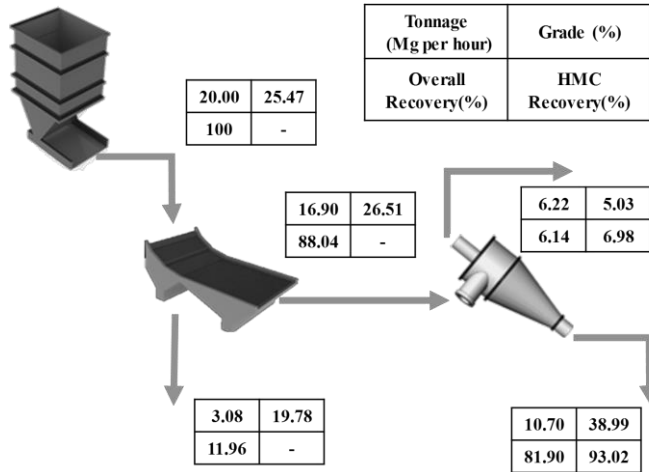 Tonnage
(Mg per hour)
Grade (%)
Overall
Recovery(%)
HMC
Recovery(%)
20.00 25.47
100 -
16.90 26.51
88.04 -
6.22 5.03
6.14 6.98
3.08 19.78
11.96 -
10.70 38.99
81.90 93.02